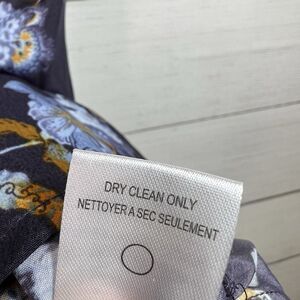 DRY CLEAN ONLY
NETTOYER A SEC SEULEMENT